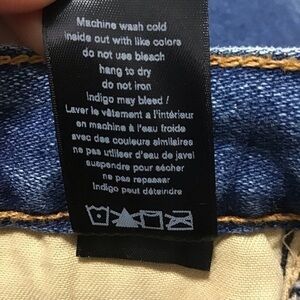 Machine wash cold
inside out with like colors
do not use bleach
hang to dry
do not iron
Indigo may bleed /
Laver le vêtement a l'intérieur
en machine à l'eau froide
avec des couleurs similaires
ne pas utiliser d'eau de javel
suspendre pour sécher
ne pas repasser
Indigo peut déteindre